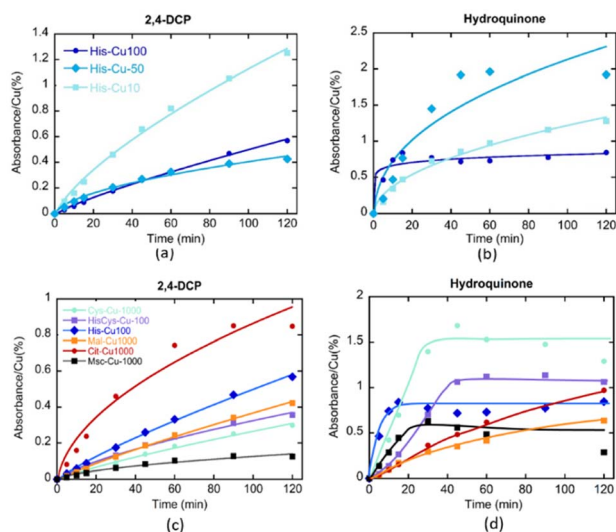 2,4-DCP
Absorbance/Cu(%)
1.4
1.2
1
0.8
0.6
0.4
0.2
0
His-Cu100
His-Cu-50
His-Cu10
0 20 40 60 80 100 120
Time (min)
(a)
Hydroquinone
Absorbance/Cu(%)
2.5
2
1.5
1
0.5
0
0 20 40 60 80 100 120
Time (min)
(b)
2,4-DCP
Absorbance/Cu(%)
1
0.8
0.6
0.4
0.2
0
Cys-Cu-1000
HisCys-Cu-100
His-Cu100
Mal-Cu1000
Cit-Cu1000
Msc-Cu-1000
0 20 40 60 80 100 120
Time (min)
(c)
Hydroquinone
Absorbance/Cu(%)
2
1.5
1
0.5
0
0 20 40 60 80 100 120
Time (min)
(d)